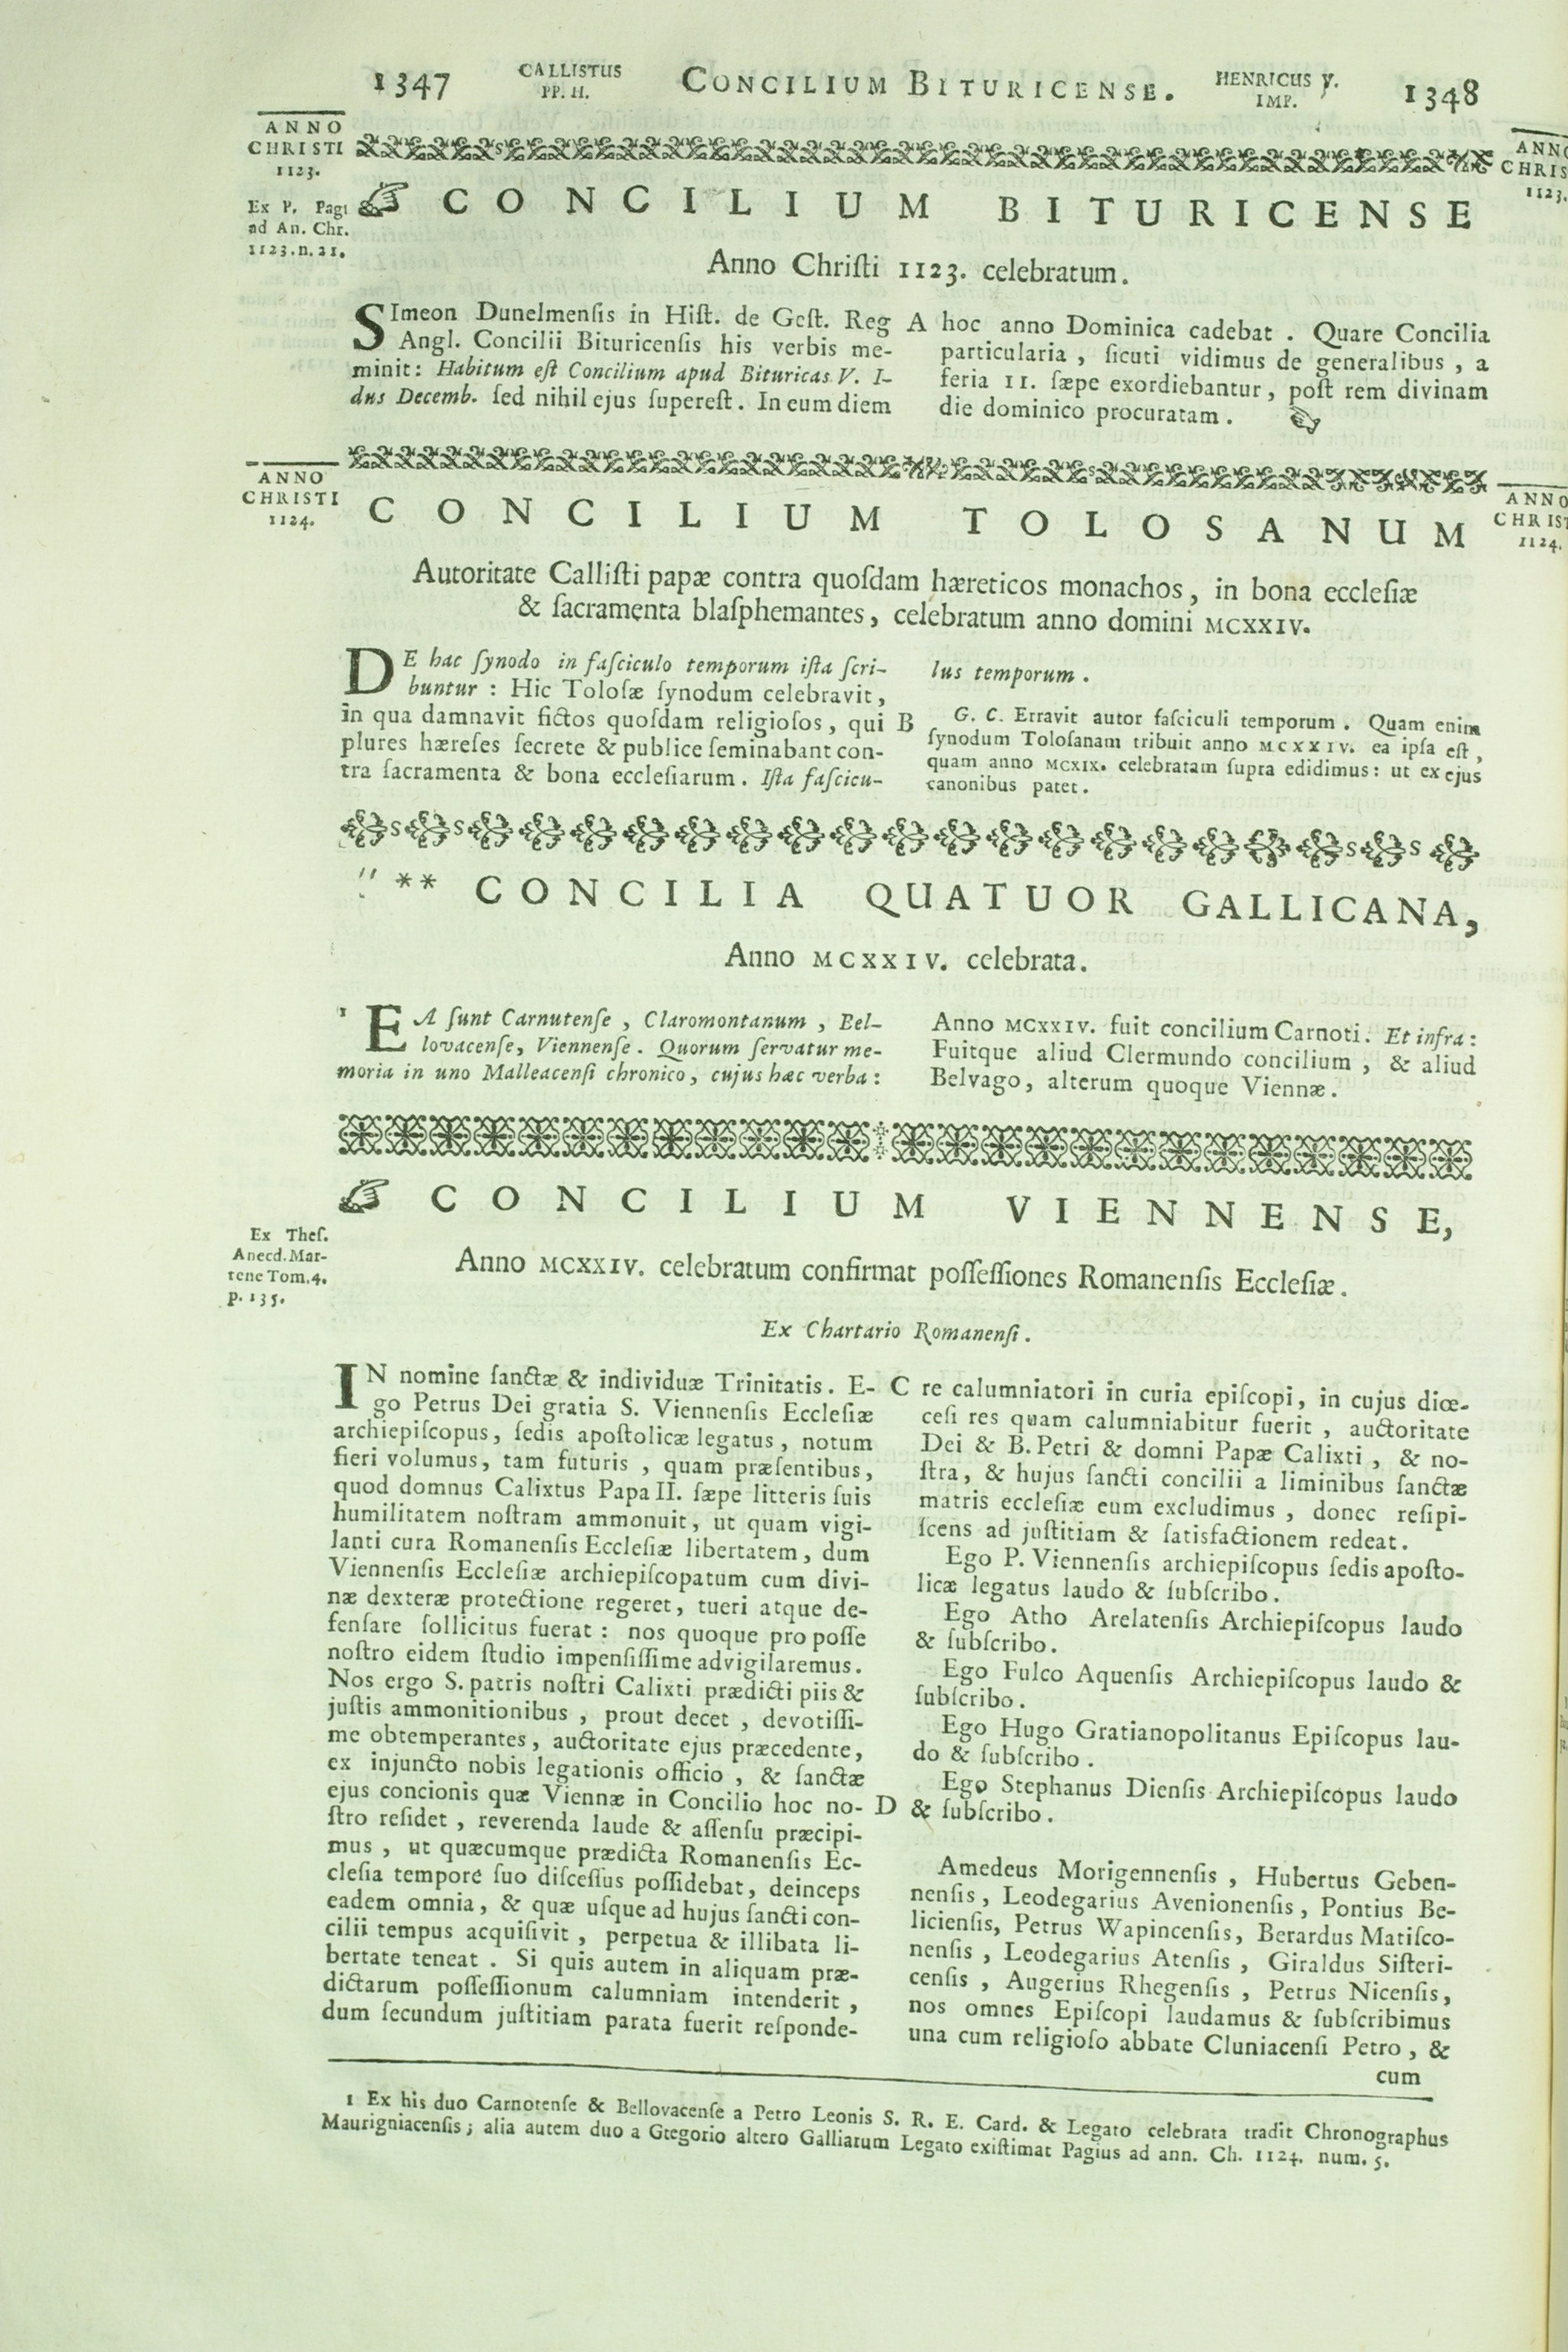 1347
CALLISTUS
PP. II.
CONCILIUM BITURICENSE.
HENRICUS V.
IMP.
1348
ANNO
CHRISTI
1123.
Ex P. Pagi
ad An. Chr.
1123.n.21.
ANNO
CHRIS
1123.
☞ CONCILIUM BITURICENSE
Anno Chriſti 1123. celebratum.
SImeon Dunelmenſis in Hiſt. de Geſt. Reg
Angl. Concilii Bituricenſis his verbis me-
minit: Habitum eſt Concilium apud Bituricas V. I-
dus Decemb. ſed nihil ejus ſupereſt. In eum diem
A hoc anno Dominica cadebat. Quare Concilia
particularia, ſicuti vidimus de generalibus, a
feria II. ſæpe exordiebantur, poſt rem divinam
die dominico procuratam.
ANNO
CHRISTI
1124.
ANNO
CHRIST
1124.
CONCILIUM TOLOSANUM
Autoritate Calliſti papæ contra quoſdam hæreticos monachos, in bona eccleſiæ
& ſacramenta blaſphemantes, celebratum anno domini MCXXIV.
DE hac ſynodo in faſciculo temporum iſta ſcri-
buntur: Hic Toloſæ ſynodum celebravit,
in qua damnavit fictos quoſdam religioſos, qui
plures hæreſes ſecrete & publice ſeminabant con-
tra ſacramenta & bona eccleſiarum. Iſta faſcicu-
lus temporum.
B G. C. Erravit autor faſciculi temporum. Quam enim
ſynodum Toloſanam tribuit anno MCXXIV. ea ipſa eſt,
quam anno MCXIX. celebratam ſupra edidimus: ut ex ejus
canonibus patet.
** CONCILIA QUATUOR GALLICANA,
Anno MCXXIV. celebrata.
1 EA ſunt Carnutenſe, Claromontanum, Bel-
lovacenſe, Viennenſe. Quorum ſervatur me-
moria in uno Malleacenſi chronico, cujus hæc verba:
Anno MCXXIV. fuit concilium Carnoti. Et infra:
Fuitque aliud Clermundo concilium, & aliud
Belvago, alterum quoque Viennæ.
☞ CONCILIUM VIENNENSE,
Ex Theſ.
Anecd. Mar-
tene Tom.4.
p. 135.
Anno MCXXIV. celebratum confirmat poſſeſſiones Romanenſis Eccleſiæ.
Ex Chartario Romanenſi.
IN nomine ſanctæ & individuæ Trinitatis. E-
go Petrus Dei gratia S. Viennenſis Eccleſiæ
archiepiſcopus, ſedis apoſtolicæ legatus, notum
fieri volumus, tam futuris, quam præſentibus,
quod domnus Calixtus Papa II. ſæpe litteris ſuis
humilitatem noſtram ammonuit, ut quam vigi-
lanti cura Romanenſis Eccleſiæ libertatem, dum
Viennenſis Eccleſiæ archiepiſcopatum cum divi-
næ dexteræ protectione regeret, tueri atque de-
fenſare ſollicitus fuerat: nos quoque pro poſſe
noſtro eidem ſtudio impenſiſſime advigilaremus.
Nos ergo S. patris noſtri Calixti prædicti piis &
juſtis ammonitionibus, prout decet, devotiſſi-
me obtemperantes, auctoritate ejus præcedente,
ex injuncto nobis legationis officio, & ſanctæ
ejus concionis quæ Viennæ in Concilio hoc no-
ſtro reſidet, reverenda laude & aſſenſu præcipi-
mus, ut quæcumque prædicta Romanenſis Ec-
cleſia tempore ſuo diſceſſus poſſidebat, deinceps
eadem omnia, & quæ uſque ad hujus ſancti con-
cilii tempus acquiſivit, perpetua & illibata li-
bertate teneat. Si quis autem in aliquam præ-
dictarum poſſeſſionum calumniam intenderit,
dum ſecundum juſtitiam parata fuerit reſponde-
C re calumniatori in curia epiſcopi, in cujus diœ-
ceſi res quam calumniabitur fuerit, auctoritate
Dei & B. Petri & domni Papæ Calixti, & no-
ſtra, & hujus ſancti concilii a liminibus ſanctæ
matris eccleſiæ eum excludimus, donec reſipi-
ſcens ad juſtitiam & ſatisfactionem redeat.
Ego P. Viennenſis archiepiſcopus ſedis apoſto-
licæ legatus laudo & ſubſcribo.
Ego Atho Arelatenſis Archiepiſcopus laudo
& ſubſcribo.
Ego Fulco Aquenſis Archiepiſcopus laudo &
ſubſcribo.
Ego Hugo Gratianopolitanus Epiſcopus lau-
do & ſubſcribo.
Ego Stephanus Dienſis Archiepiſcopus laudo
D & ſubſcribo.
Amedeus Morigennenſis, Hubertus Geben-
nenſis, Leodegarius Avenionenſis, Pontius Be-
licienſis, Petrus Wapincenſis, Berardus Matiſco-
nenſis, Leodegarius Atenſis, Giraldus Siſteri-
cenſis, Augerius Rhegenſis, Petrus Nicenſis,
nos omnes Epiſcopi laudamus & ſubſcribimus
una cum religioſo abbate Cluniacenſi Petro, &
cum
1 Ex his duo Carnotenſe & Bellovacenſe a Petro Leonis S. R. E. Card. & Legato celebrata tradit Chronographus
Maurigniacenſis; alia autem duo a Gregorio altero Galliarum Legato exiſtimat Pagius ad ann. Ch. 1124. num. 5.